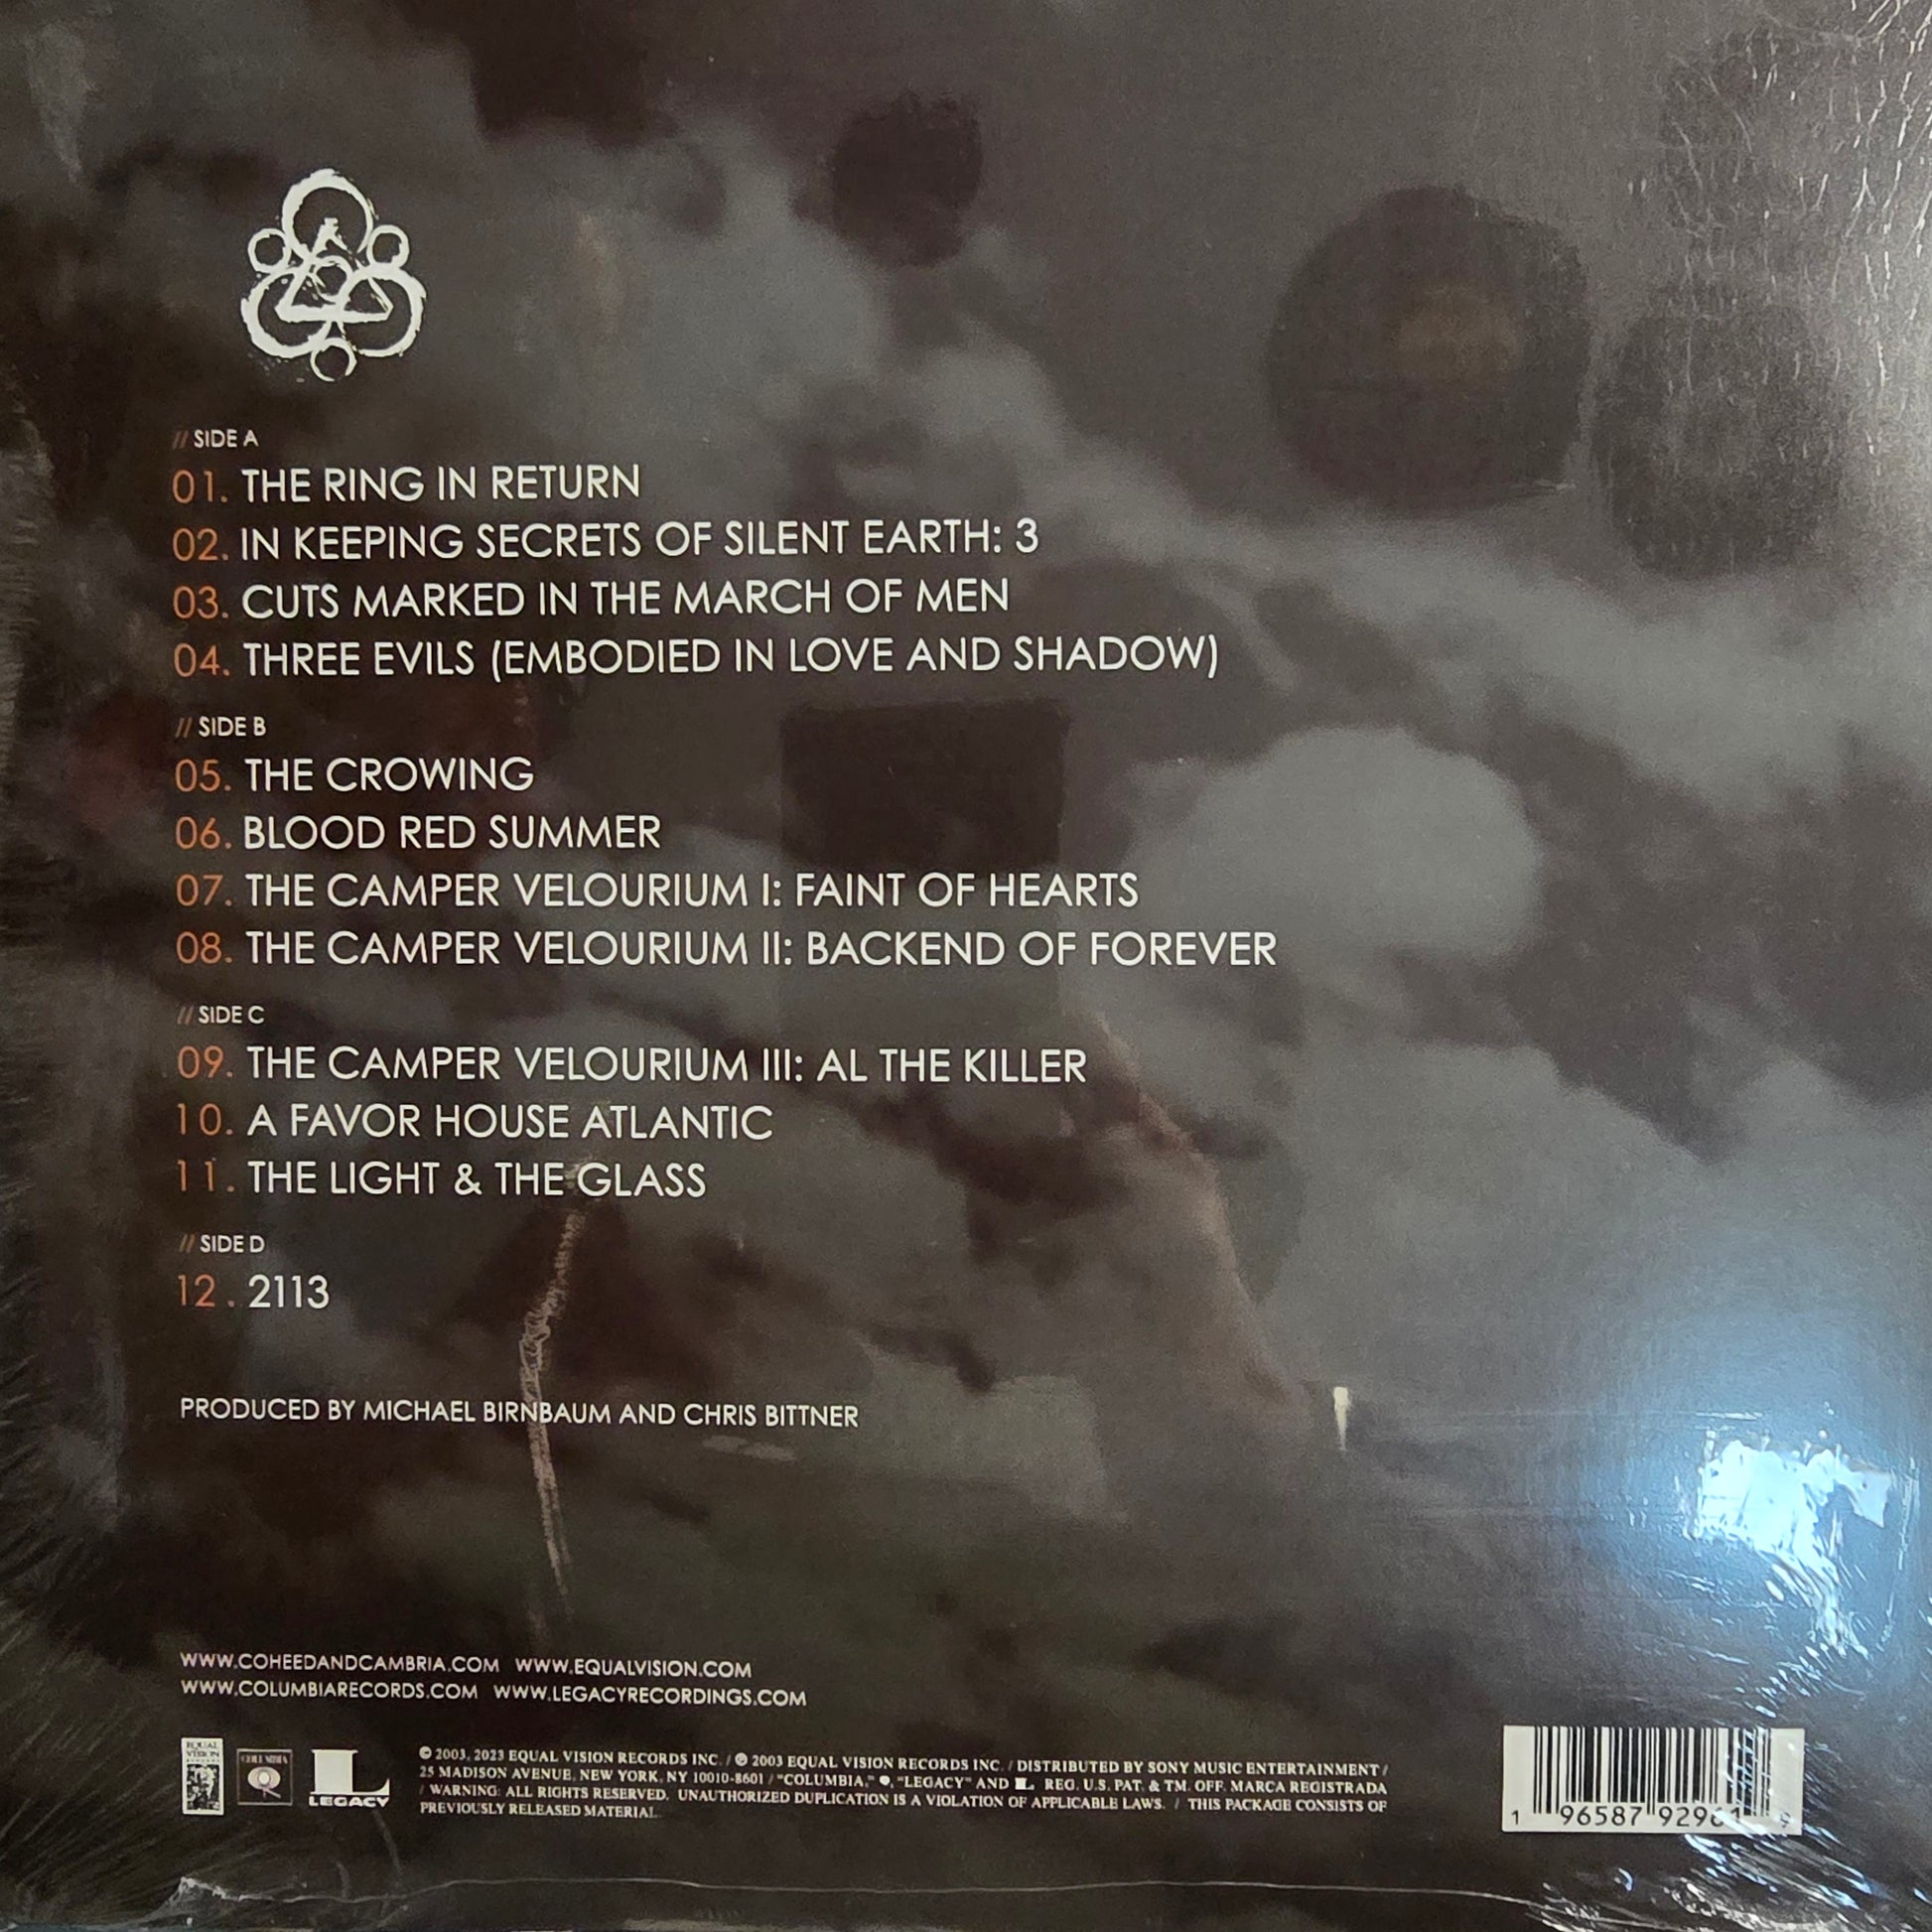 // SIDE A
01. THE RING IN RETURN
02. IN KEEPING SECRETS OF SILENT EARTH: 3
03. CUTS MARKED IN THE MARCH OF MEN
04. THREE EVILS (EMBODIED IN LOVE AND SHADOW)
// SIDE B
05. THE CROWING
06. BLOOD RED SUMMER
07. THE CAMPER VELOURIUM I: FAINT OF HEARTS
08. THE CAMPER VELOURIUM II: BACKEND OF FOREVER
// SIDE C
09. THE CAMPER VELOURIUM III: AL THE KILLER
10. A FAVOR HOUSE ATLANTIC
11. THE LIGHT & THE GLASS
// SIDE D
12. 2113
PRODUCED BY MICHAEL BIRNBAUM AND CHRIS BITTNER
WWW.COHEEDANDCAMBRIA.COM WWW.EQUALVISION.COM
WWW.COLUMBIARECORDS.COM WWW.LEGACYRECORDINGS.COM
EQUAL VISION
COLUMBIA
L LEGACY
© 2003, 2023 EQUAL VISION RECORDS INC. / ℗ 2003 EQUAL VISION RECORDS INC. / DISTRIBUTED BY SONY MUSIC ENTERTAINMENT /
25 MADISON AVENUE, NEW YORK, NY 10010-8601 / "COLUMBIA," "LEGACY" AND L REG. U.S. PAT. & TM. OFF. MARCA REGISTRADA
/ WARNING: ALL RIGHTS RESERVED. UNAUTHORIZED DUPLICATION IS A VIOLATION OF APPLICABLE LAWS. / THIS PACKAGE CONSISTS OF
PREVIOUSLY RELEASED MATERIAL.
1 96587 9 9